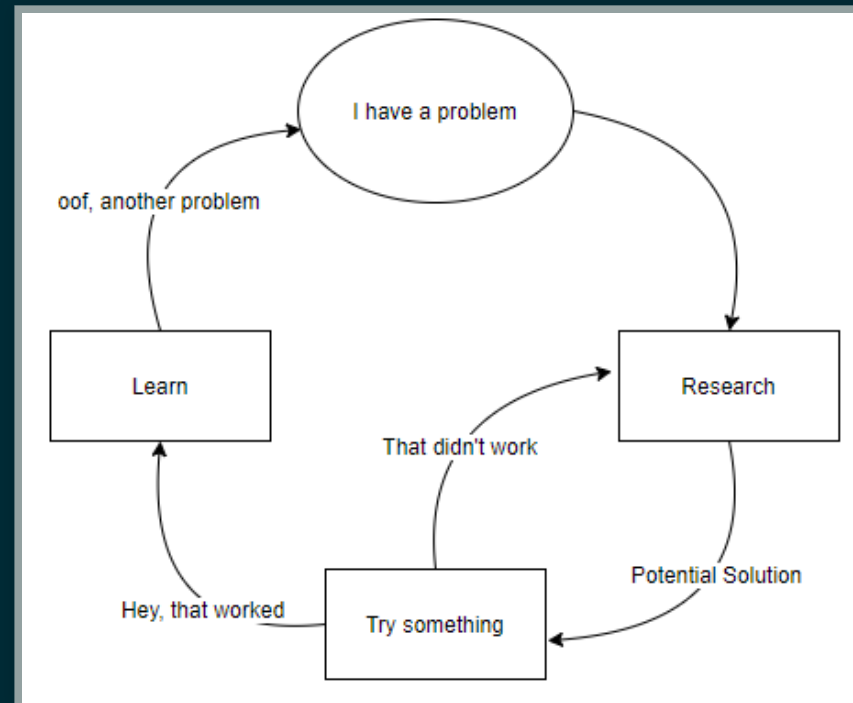 I have a problem
oof, another problem
Learn
Research
That didn't work
Potential Solution
Hey, that worked
Try something